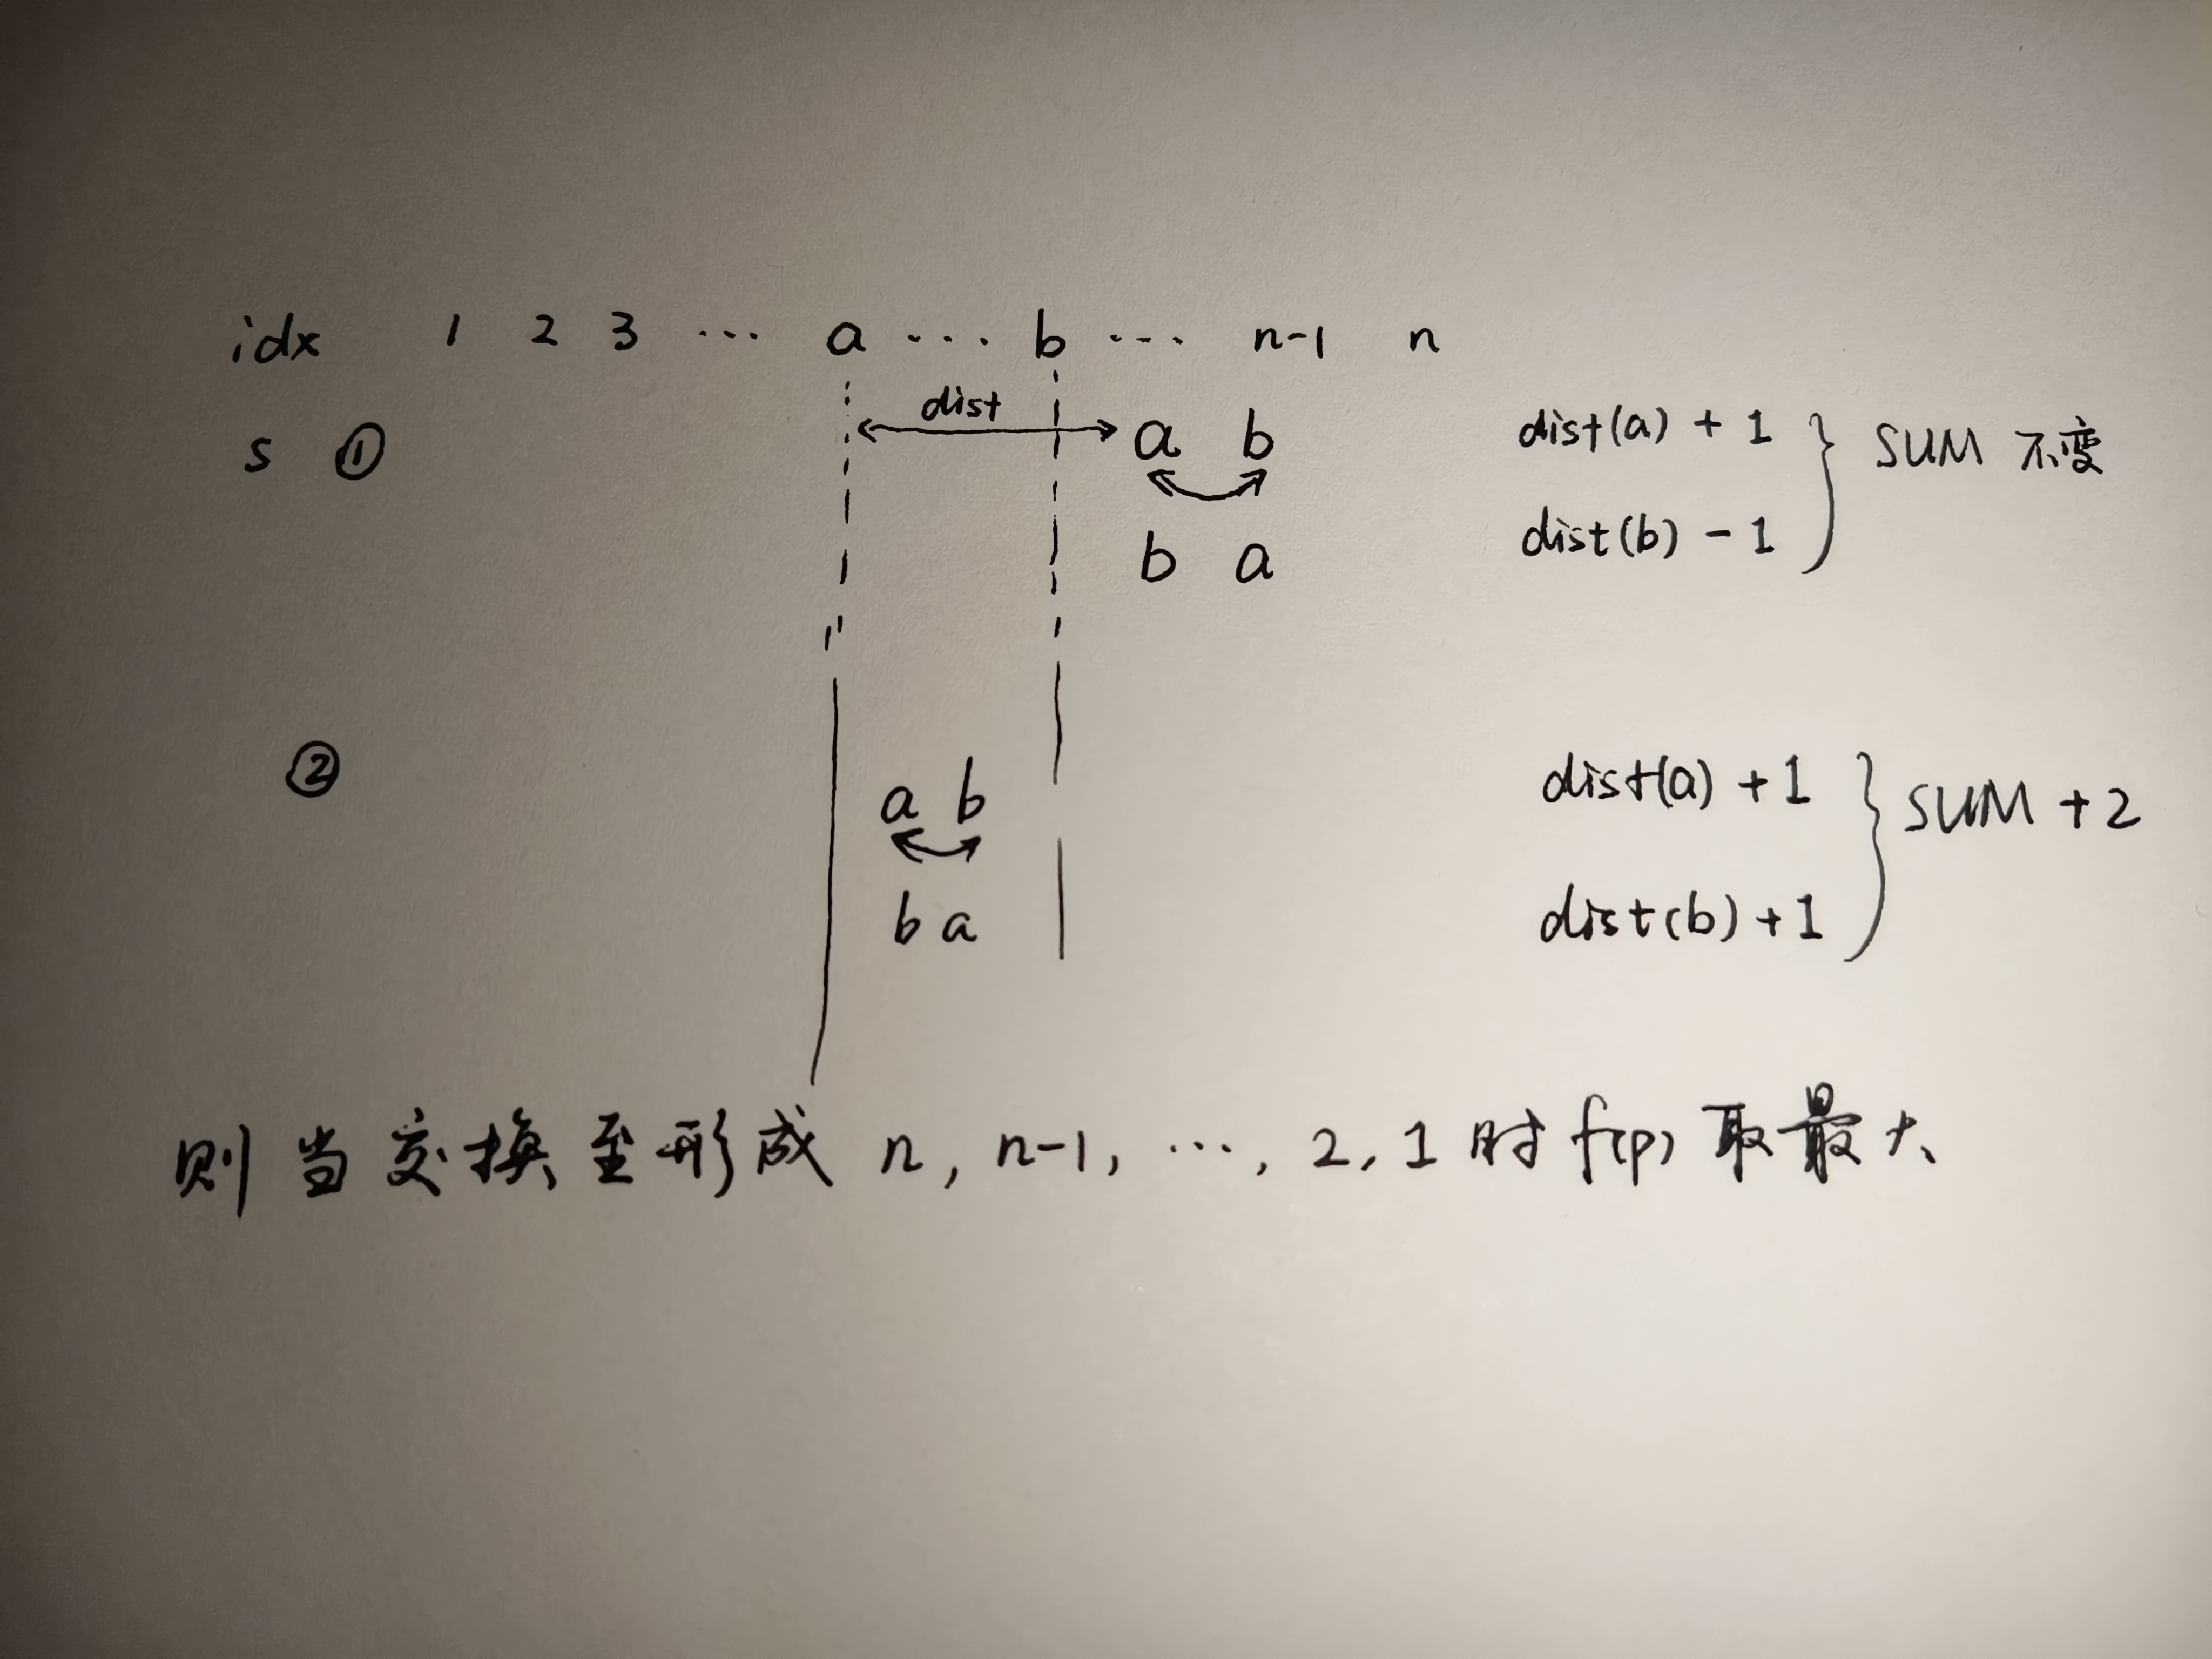 idx 1 2 3 ... a ... b ... n-1 n
dist
s ① a b dist(a) + 1 } SUM 不变
b a dist(b) - 1
② a b dist(a) + 1 } SUM + 2
b a dist(b) + 1
则当交换至形成 n, n-1, ..., 2, 1 时 f(p) 取最大